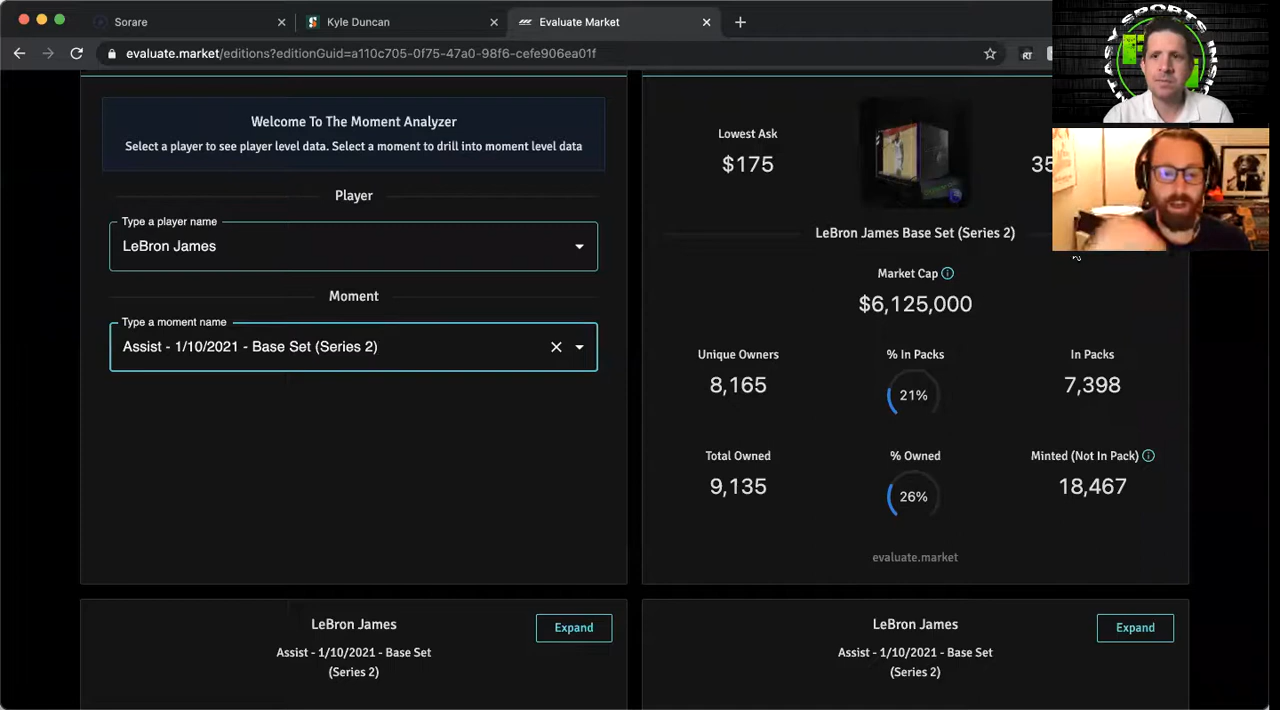 Sorare
Kyle Duncan
Evaluate Market
evaluate.market/editions?editionGuid=
RT
Welcome To The Moment Analyzer
Select a player to see player level data. Select a moment to drill into moment level data
Player
Type a player name
LeBron James
Moment
Type a moment name
Assist - 1/10/2021 - Base Set (Series 2)
Lowest Ask
$175
35
LeBron James Base Set (Series 2)
Market Cap
$6,125,000
Unique Owners
8,165
% In Packs
21%
In Packs
7,398
Total Owned
9,135
% Owned
26%
Minted (Not In Pack)
18,467
evaluate.market
LeBron James
Expand
Assist - 1/10/2021 - Base Set
(Series 2)
LeBron James
Expand
Assist - 1/10/2021 - Base Set
(Series 2)
SPORTS